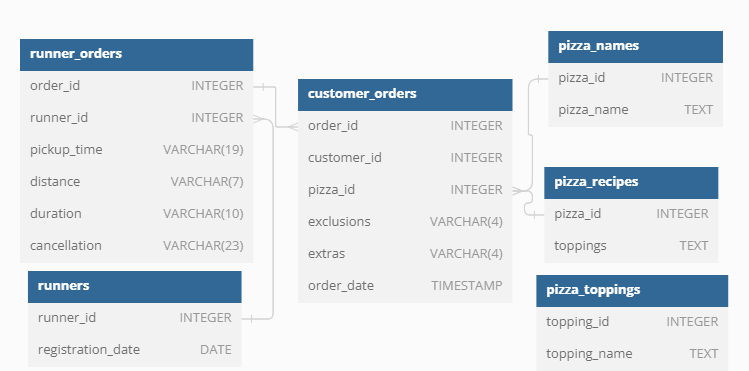 runner_orders
order_id INTEGER
runner_id INTEGER
pickup_time VARCHAR(19)
distance VARCHAR(7)
duration VARCHAR(10)
cancellation VARCHAR(23)
runners
runner_id INTEGER
registration_date DATE
customer_orders
order_id INTEGER
customer_id INTEGER
pizza_id INTEGER
exclusions VARCHAR(4)
extras VARCHAR(4)
order_date TIMESTAMP
pizza_names
pizza_id INTEGER
pizza_name TEXT
pizza_recipes
pizza_id INTEGER
toppings TEXT
pizza_toppings
topping_id INTEGER
topping_name TEXT